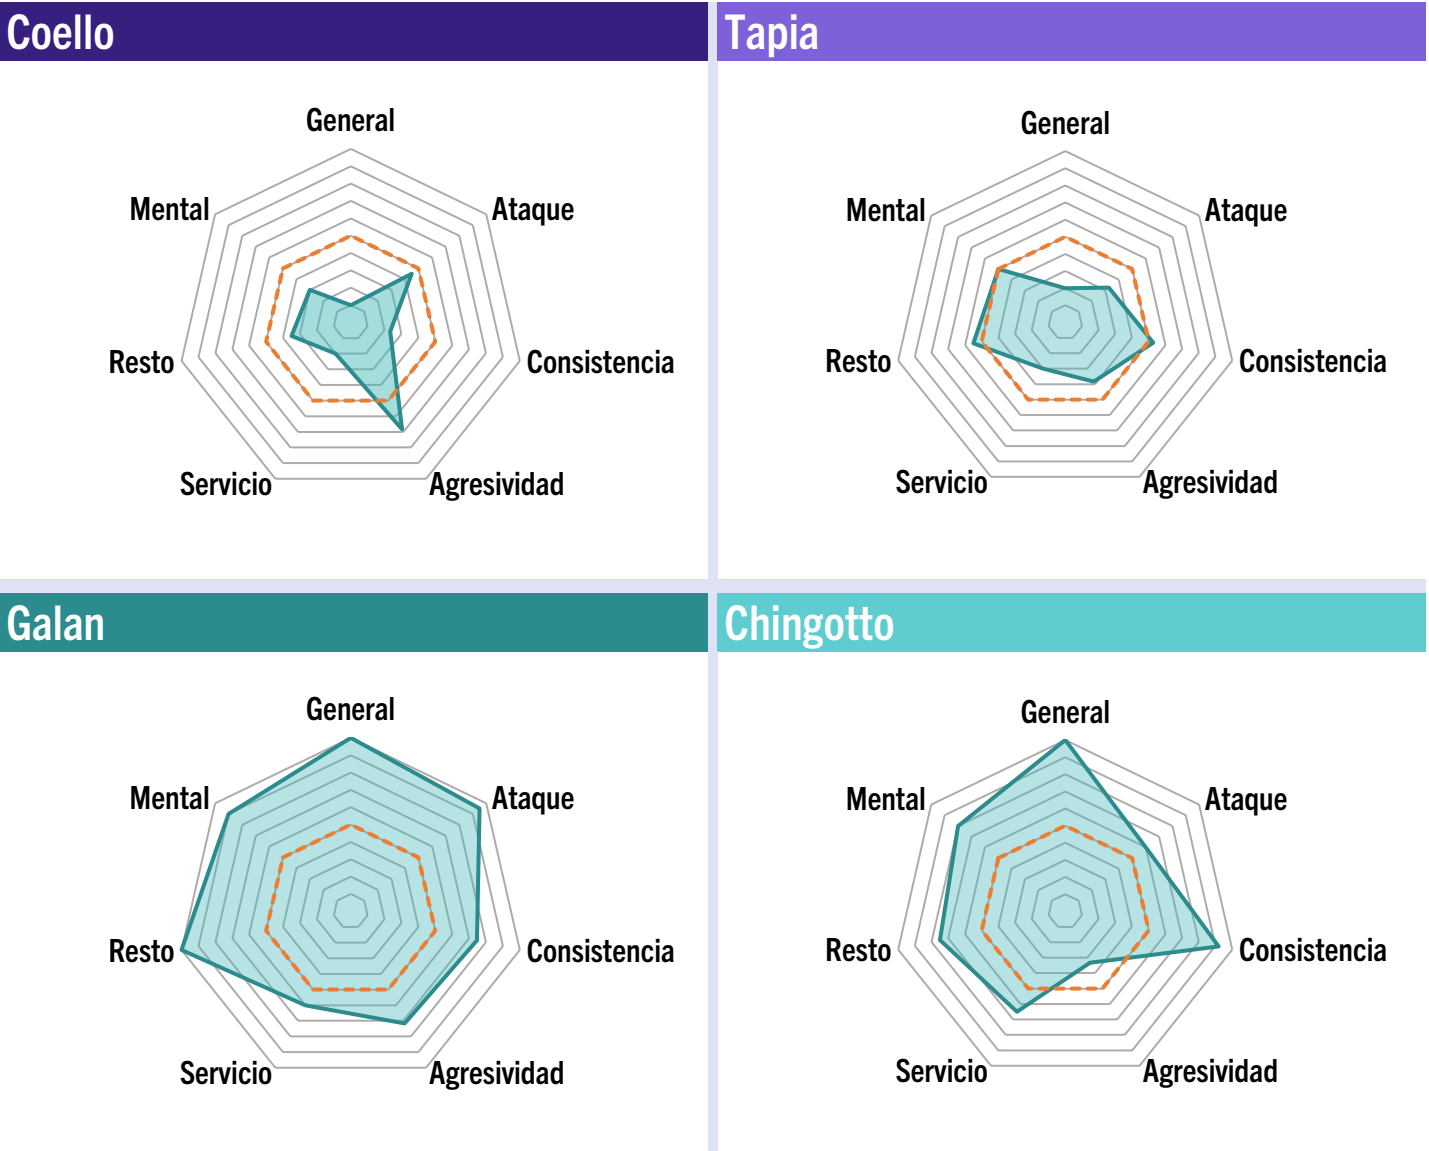 Coello
General
Mental
Ataque
Resto
Consistencia
Servicio
Agresividad
Tapia
General
Mental
Ataque
Resto
Consistencia
Servicio
Agresividad
Galan
General
Mental
Ataque
Resto
Consistencia
Servicio
Agresividad
Chingotto
General
Mental
Ataque
Resto
Consistencia
Servicio
Agresividad